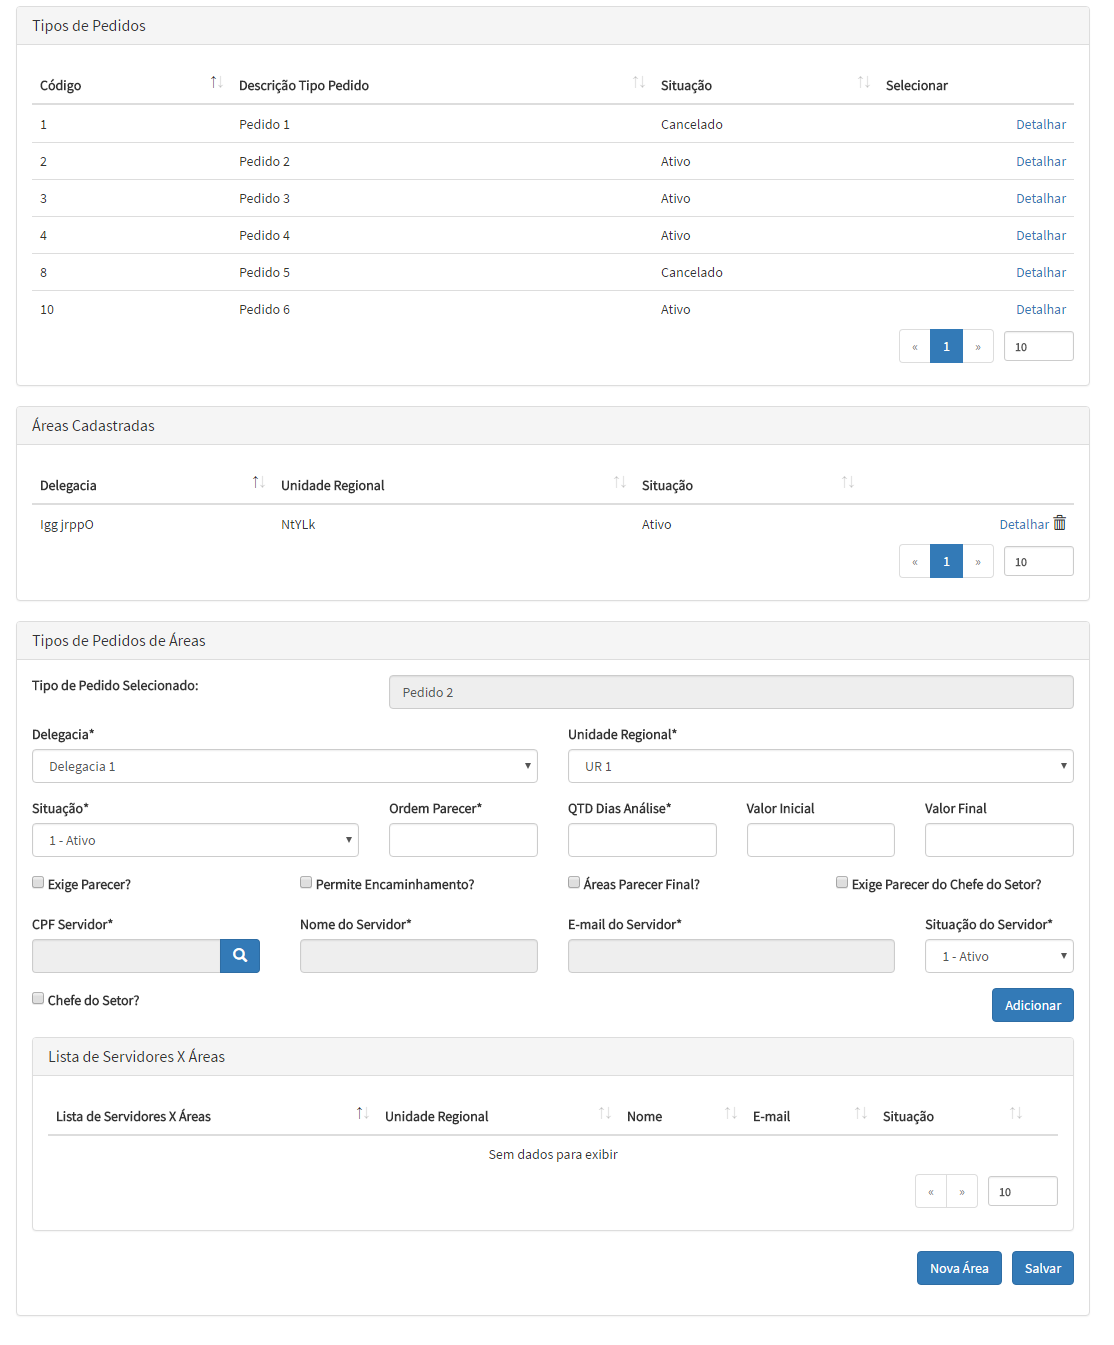 Tipos de Pedidos
Código Descrição Tipo Pedido Situação Selecionar
1 Pedido 1 Cancelado Detalhar
2 Pedido 2 Ativo Detalhar
3 Pedido 3 Ativo Detalhar
4 Pedido 4 Ativo Detalhar
8 Pedido 5 Cancelado Detalhar
10 Pedido 6 Ativo Detalhar
« 1 » 10
Áreas Cadastradas
Delegacia Unidade Regional Situação
Igg jrppO NtYLk Ativo Detalhar
« 1 » 10
Tipos de Pedidos de Áreas
Tipo de Pedido Selecionado: Pedido 2
Delegacia* Unidade Regional*
Delegacia 1 UR 1
Situação* Ordem Parecer* QTD Dias Análise* Valor Inicial Valor Final
1 - Ativo
Exige Parecer? Permite Encaminhamento? Áreas Parecer Final? Exige Parecer do Chefe do Setor?
CPF Servidor* Nome do Servidor* E-mail do Servidor* Situação do Servidor*
1 - Ativo
Chefe do Setor? Adicionar
Lista de Servidores X Áreas
Lista de Servidores X Áreas Unidade Regional Nome E-mail Situação
Sem dados para exibir
« » 10
Nova Área Salvar